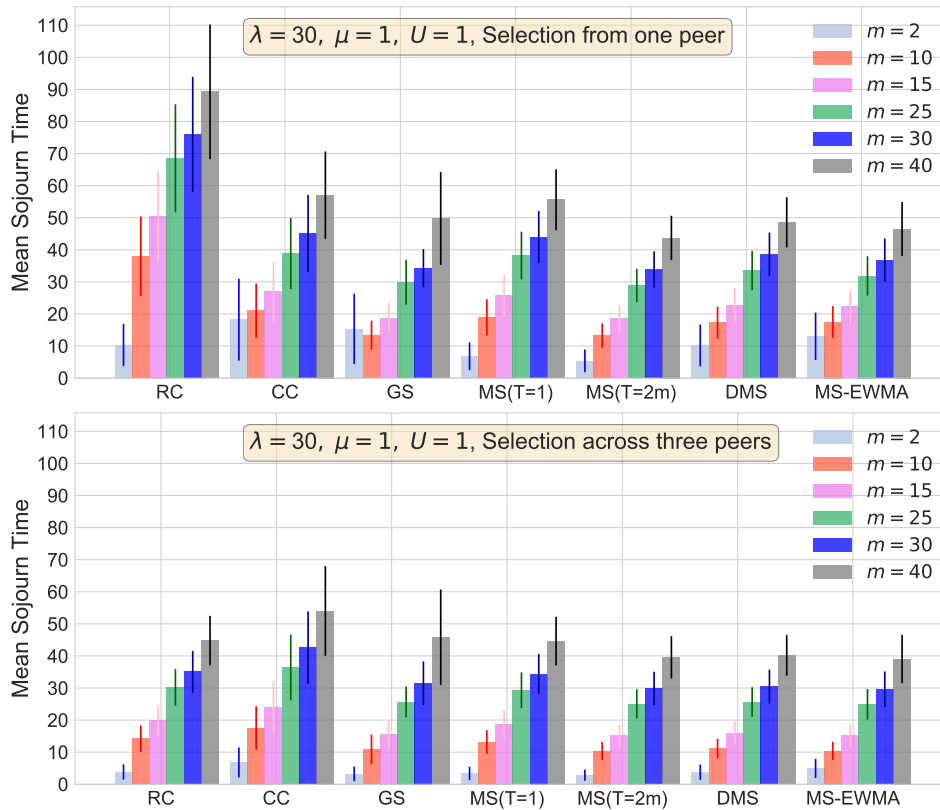 λ = 30, μ = 1, U = 1, Selection from one peer
m = 2
m = 10
m = 15
m = 25
m = 30
m = 40
Mean Sojourn Time
110
100
90
80
70
60
50
40
30
20
10
0
RC CC GS MS(T=1) MS(T=2m) DMS MS-EWMA
λ = 30, μ = 1, U = 1, Selection across three peers
m = 2
m = 10
m = 15
m = 25
m = 30
m = 40
Mean Sojourn Time
110
100
90
80
70
60
50
40
30
20
10
0
RC CC GS MS(T=1) MS(T=2m) DMS MS-EWMA